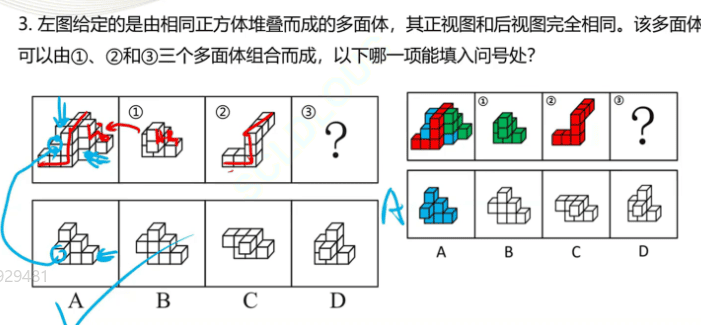 3. 左图给定的是由相同正方体堆叠而成的多面体，其正视图和后视图完全相同。该多面体
可以由①、②和③三个多面体组合而成，以下哪一项能填入问号处？
① ② ③
?
① ② ③
?
A
A B C D
929481
A B C D